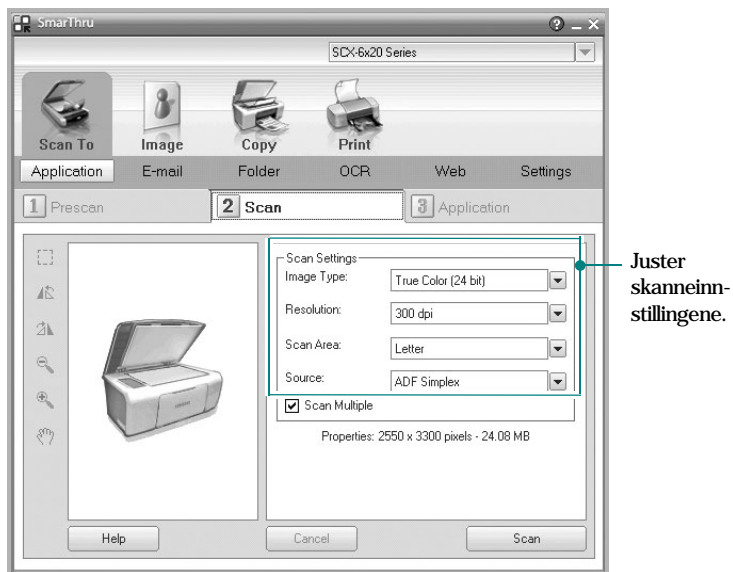 SmarThru
SCX-6x20 Series
Scan To Image Copy Print
Application E-mail Folder OCR Web Settings
1 Prescan 2 Scan 3 Application
Scan Settings
Image Type: True Color (24 bit)
Resolution: 300 dpi
Scan Area: Letter
Source: ADF Simplex
Scan Multiple
Properties: 2550 x 3300 pixels - 24.08 MB
Help Cancel Scan
Juster
skanneinn-
stillingene.